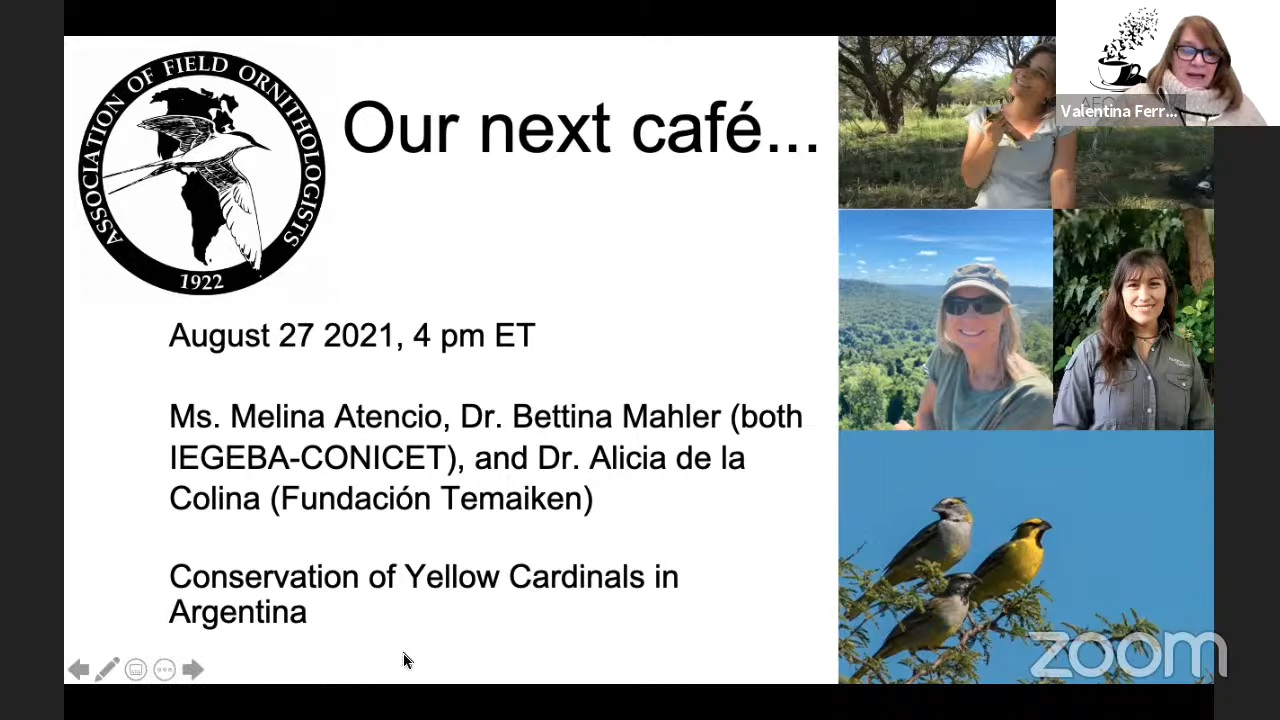 ASSOCIATION OF FIELD ORNITHOLOGISTS
1922
Our next café...
Valentina Ferr...
August 27 2021, 4 pm ET
Ms. Melina Atencio, Dr. Bettina Mahler (both
IEGEBA-CONICET), and Dr. Alicia de la
Colina (Fundación Temaiken)
Conservation of Yellow Cardinals in
Argentina
zoom